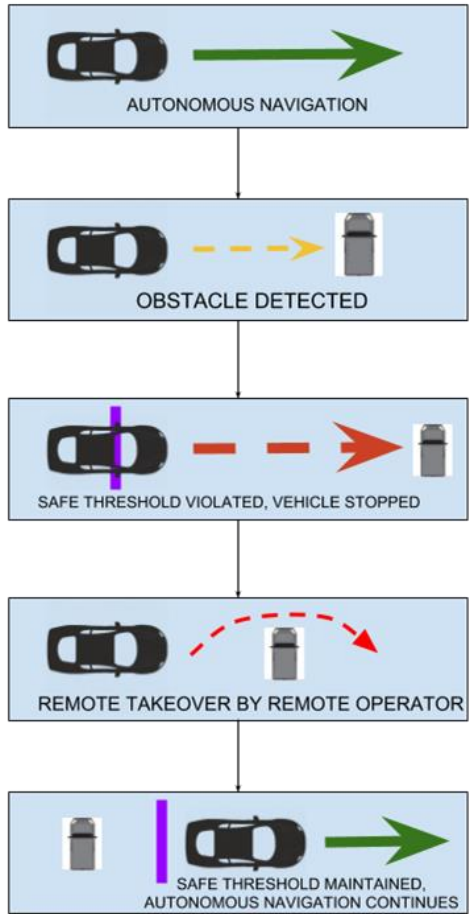 AUTONOMOUS NAVIGATION
OBSTACLE DETECTED
SAFE THRESHOLD VIOLATED, VEHICLE STOPPED
REMOTE TAKEOVER BY REMOTE OPERATOR
SAFE THRESHOLD MAINTAINED,
AUTONOMOUS NAVIGATION CONTINUES